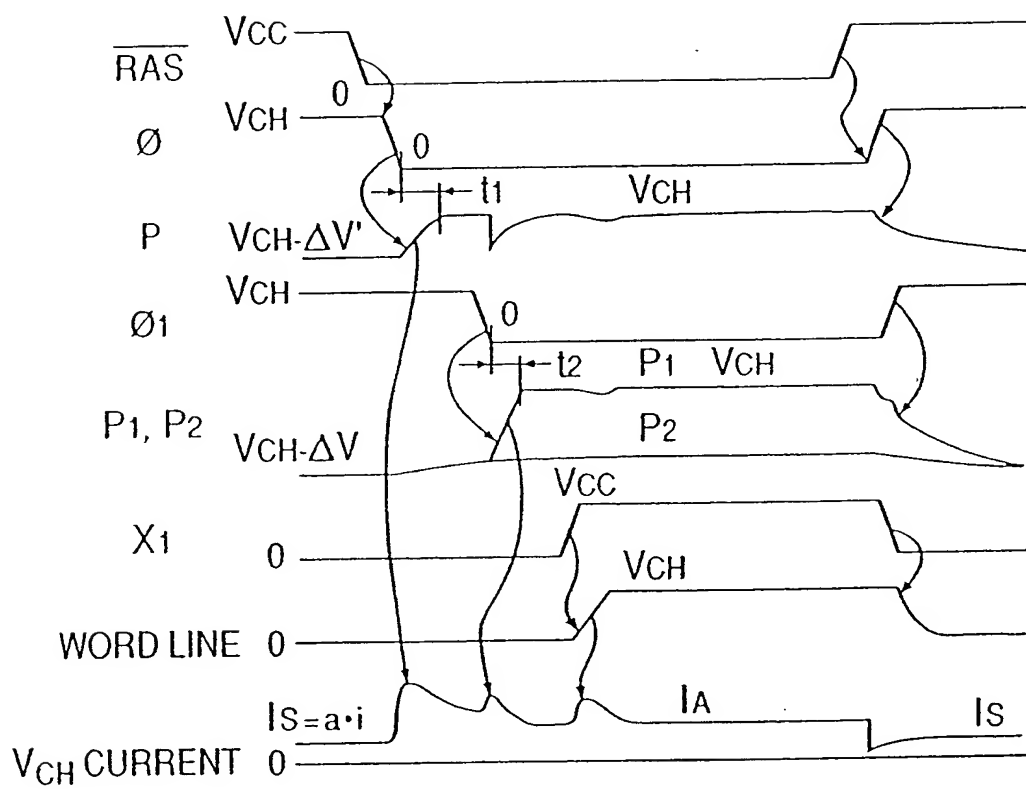 VCC
RAS
0
VCH
Ø
0
t1
VCH
P
VCH-ΔV'
VCH
Ø1
0
t2
P1 VCH
P1, P2
P2
VCH-ΔV
VCC
X1
0
VCH
WORD LINE 0
IS=a·i
IA
IS
VCH CURRENT 0